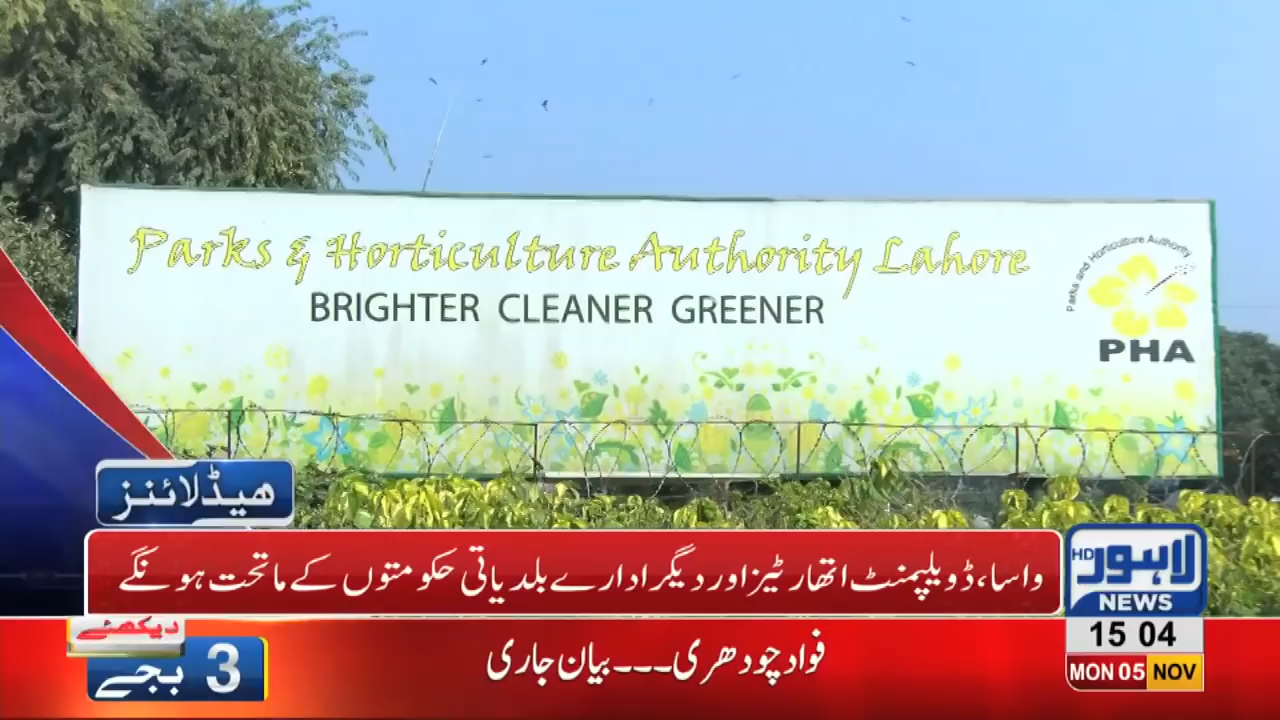 Parks & Horticulture Authority Lahore
BRIGHTER CLEANER GREENER
Parks and Horticulture Authority
PHA
ھیڈلائنز
واسا، ڈویلپمنٹ اتھارٹیز اور دیگر ادارے بلدیاتی حکومتوں کے ماتحت ہونگے
HD لاہور
NEWS
15 04
MON 05 NOV
دیکھئے
3 بجے
فواد چودھری۔۔۔بیان جاری